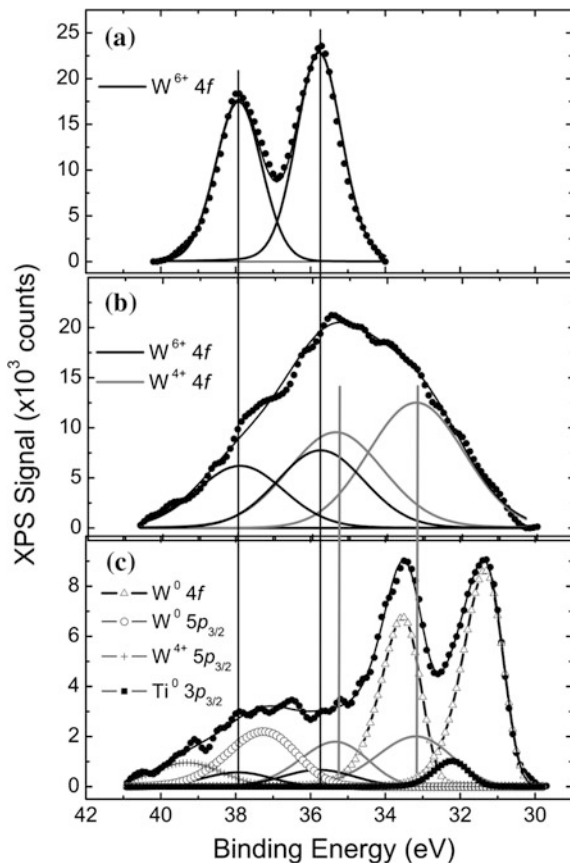 (a)
25
20
15
10
5
0
W⁶⁺ 4f
(b)
20
15
10
5
0
W⁶⁺ 4f
W⁴⁺ 4f
XPS Signal (x10³ counts)
(c)
8
6
4
2
0
W⁰ 4f
W⁰ 5p3/2
W⁴⁺ 5p3/2
Ti⁰ 3p3/2
42 40 38 36 34 32 30
Binding Energy (eV)